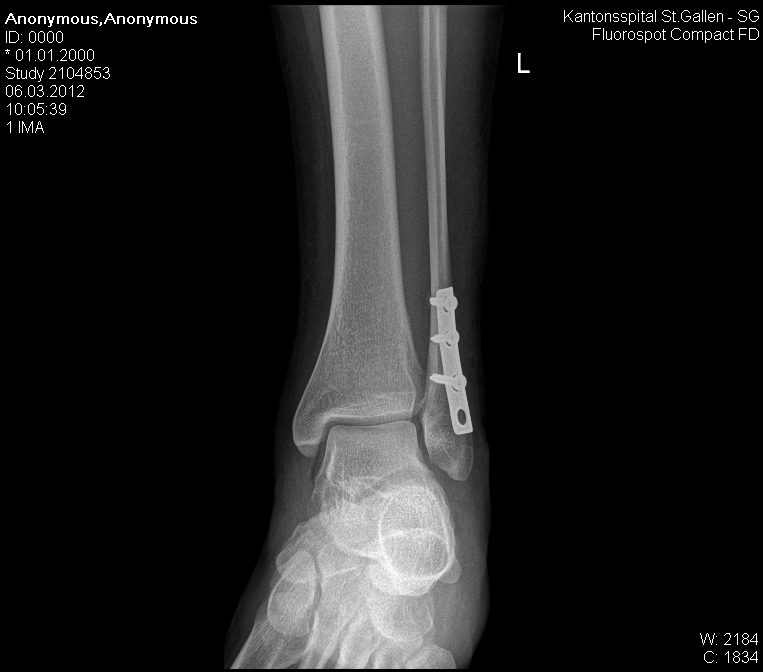 Anonymous,Anonymous
ID: 0000
* 01.01.2000
Study 2104853
06.03.2012
10:05:39
1 IMA
Kantonsspital St.Gallen - SG
Fluorospot Compact FD
L
W: 2184
C: 1834